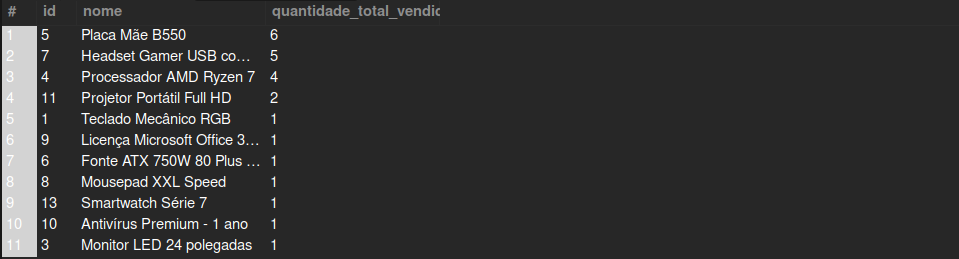 # id nome quantidade_total_vendic
1 5 Placa Mãe B550 6
2 7 Headset Gamer USB co... 5
3 4 Processador AMD Ryzen 7 4
4 11 Projetor Portátil Full HD 2
5 1 Teclado Mecânico RGB 1
6 9 Licença Microsoft Office 3... 1
7 6 Fonte ATX 750W 80 Plus ... 1
8 8 Mousepad XXL Speed 1
9 13 Smartwatch Série 7 1
10 10 Antivírus Premium - 1 ano 1
11 3 Monitor LED 24 polegadas 1